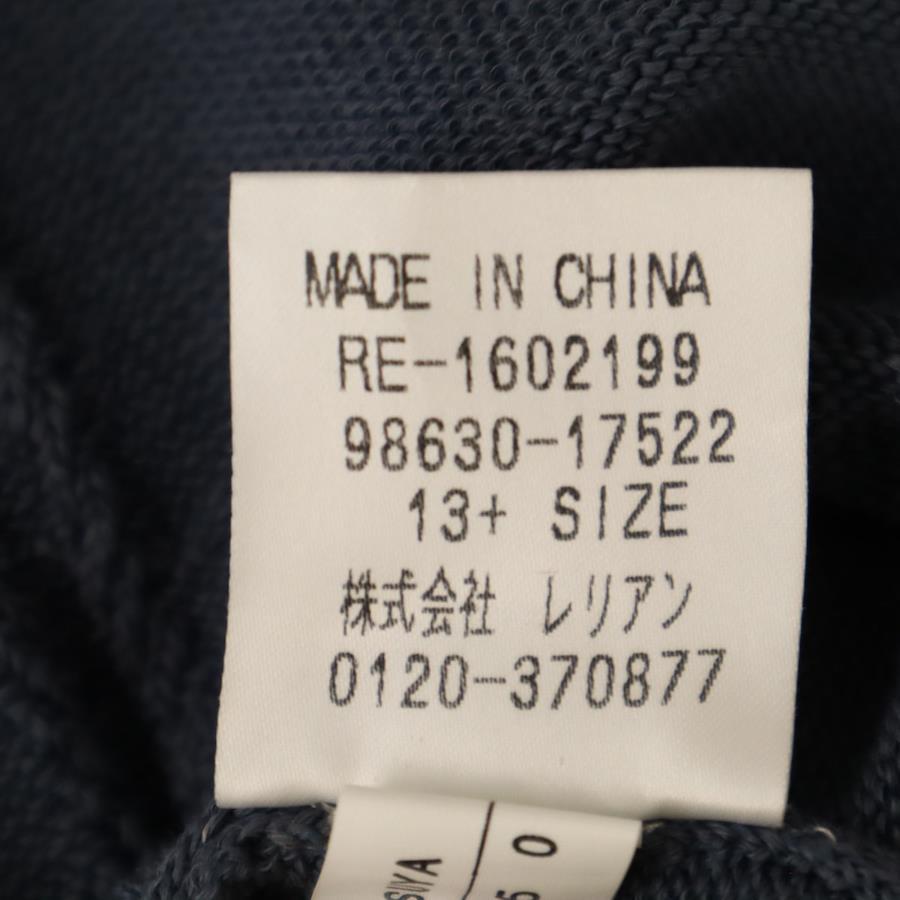 MADE IN CHINA
RE-1602199
98630-17522
13+ SIZE
株式会社 レリアン
0120-370877